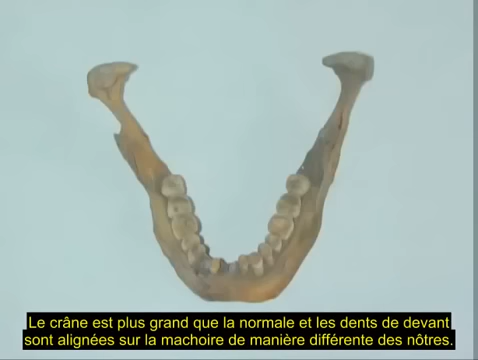 Le crâne est plus grand que la normale et les dents de devant
sont alignées sur la machoire de manière différente des nôtres.